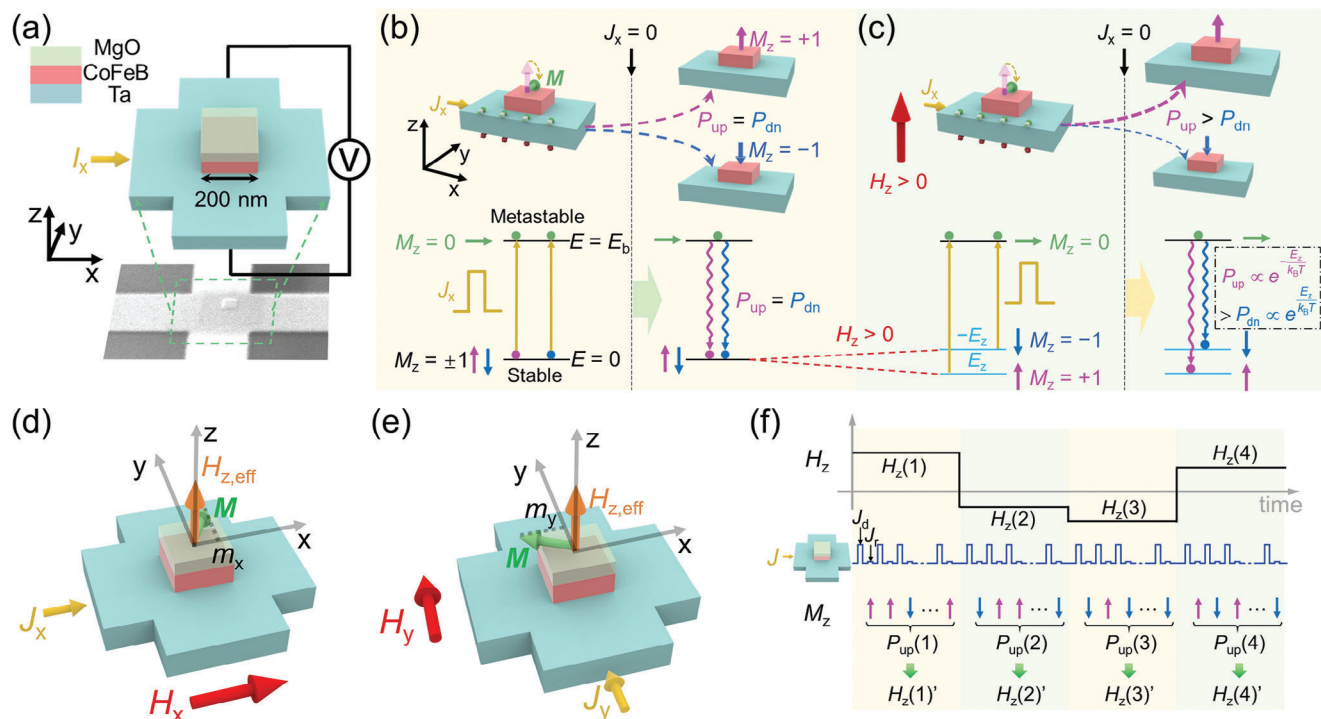 (a)
MgO
CoFeB
Ta
I_x
V
200 nm
z
y
x
(b)
J_x = 0
M_z = +1
M
J_x
P_up = P_dn
z
y
x
M_z = −1
Metastable
M_z = 0
E = E_b
J_x
P_up = P_dn
M_z = ±1
E = 0
Stable
(c)
J_x = 0
J_x
P_up > P_dn
H_z > 0
M_z = 0
P_up ∝ e^{-E_z/k_BT}
> P_dn ∝ e^{E_z/k_BT}
H_z > 0
−E_z
M_z = −1
E_z
M_z = +1
(d)
z
y
H_z,eff
M
x
m_x
J_x
H_x
(e)
z
y
H_z,eff
m_y
x
M
H_y
J_y
(f)
H_z
H_z(1)
H_z(2)
H_z(3)
H_z(4)
time
J_d
J_r
J
M_z
... ... ... ...
P_up(1) P_up(2) P_up(3) P_up(4)
H_z(1)' H_z(2)' H_z(3)' H_z(4)'